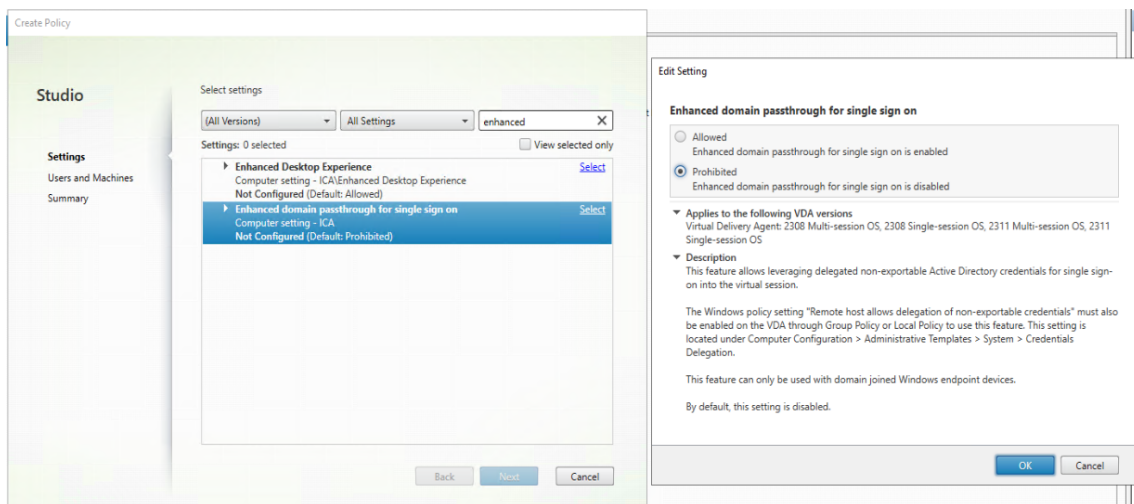 Create Policy
Studio
Settings
Users and Machines
Summary
Select settings
(All Versions)
All Settings
enhanced
Settings: 0 selected
View selected only
Enhanced Desktop Experience
Select
Computer setting - ICA\Enhanced Desktop Experience
Not Configured (Default: Allowed)
Enhanced domain passthrough for single sign on
Select
Computer setting - ICA
Not Configured (Default: Prohibited)
Back
Next
Cancel
Edit Setting
Enhanced domain passthrough for single sign on
Allowed
Enhanced domain passthrough for single sign on is enabled
Prohibited
Enhanced domain passthrough for single sign on is disabled
Applies to the following VDA versions
Virtual Delivery Agent: 2308 Multi-session OS, 2308 Single-session OS, 2311 Multi-session OS, 2311
Single-session OS
Description
This feature allows leveraging delegated non-exportable Active Directory credentials for single sign-
on into the virtual session.
The Windows policy setting "Remote host allows delegation of non-exportable credentials" must also
be enabled on the VDA through Group Policy or Local Policy to use this feature. This setting is
located under Computer Configuration > Administrative Templates > System > Credentials
Delegation.
This feature can only be used with domain joined Windows endpoint devices.
By default, this setting is disabled.
OK
Cancel